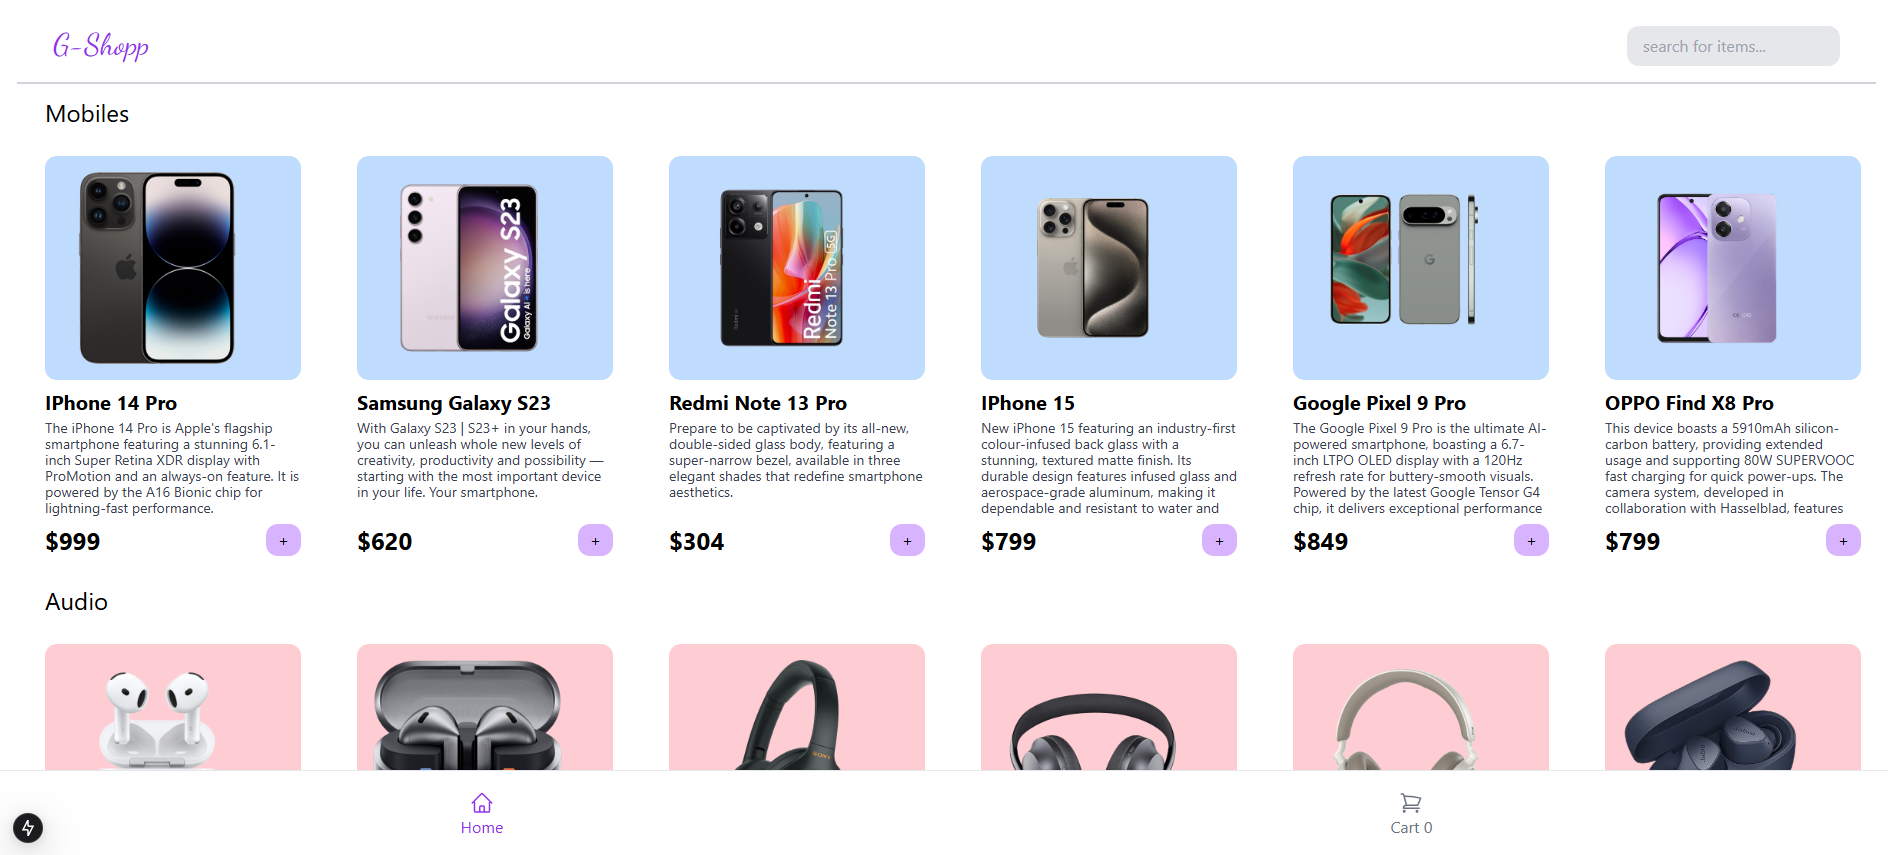 G-Shopp
search for items...
Mobiles
Galaxy S23
Galaxy AI is here
Redmi
Note 13 Pro 5G
IPhone 14 Pro
The iPhone 14 Pro is Apple's flagship
smartphone featuring a stunning 6.1-
inch Super Retina XDR display with
ProMotion and an always-on feature. It is
powered by the A16 Bionic chip for
lightning-fast performance.
$999
+
Samsung Galaxy S23
With Galaxy S23 | S23+ in your hands,
you can unleash whole new levels of
creativity, productivity and possibility —
starting with the most important device
in your life. Your smartphone.
$620
+
Redmi Note 13 Pro
Prepare to be captivated by its all-new,
double-sided glass body, featuring a
super-narrow bezel, available in three
elegant shades that redefine smartphone
aesthetics.
$304
+
IPhone 15
New iPhone 15 featuring an industry-first
colour-infused back glass with a
stunning, textured matte finish. Its
durable design features infused glass and
aerospace-grade aluminum, making it
dependable and resistant to water and
$799
+
Google Pixel 9 Pro
The Google Pixel 9 Pro is the ultimate AI-
powered smartphone, boasting a 6.7-
inch LTPO OLED display with a 120Hz
refresh rate for buttery-smooth visuals.
Powered by the latest Google Tensor G4
chip, it delivers exceptional performance
$849
+
OPPO Find X8 Pro
This device boasts a 5910mAh silicon-
carbon battery, providing extended
usage and supporting 80W SUPERVOOC
fast charging for quick power-ups. The
camera system, developed in
collaboration with Hasselblad, features
$799
+
Audio
SONY
Jabra
Home
Cart 0